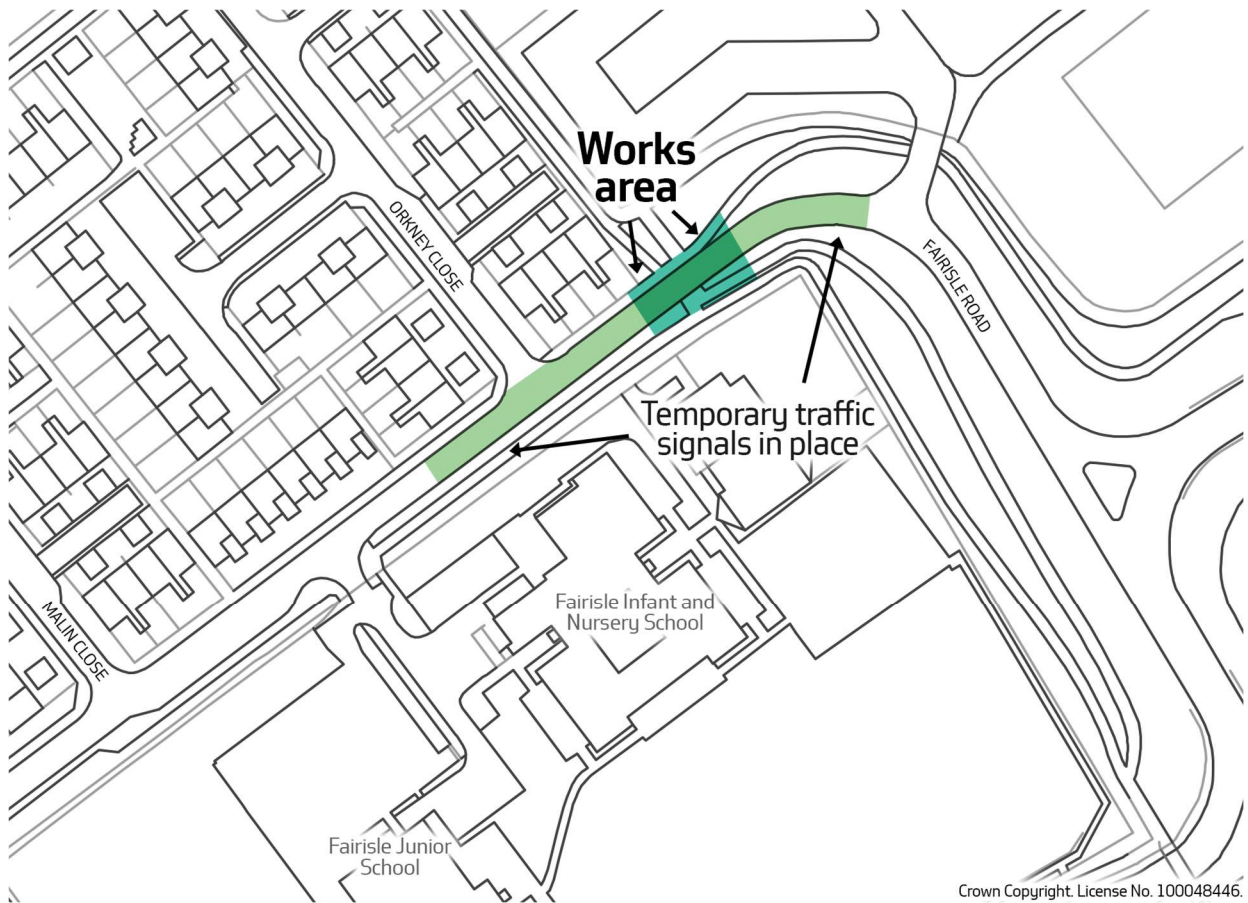 Works
area
ORKNEY CLOSE
FAIRISLE ROAD
Temporary traffic
signals in place
Fairisle Infant and
Nursery School
MALIN CLOSE
Fairisle Junior
School
Crown Copyright. License No. 100048446.